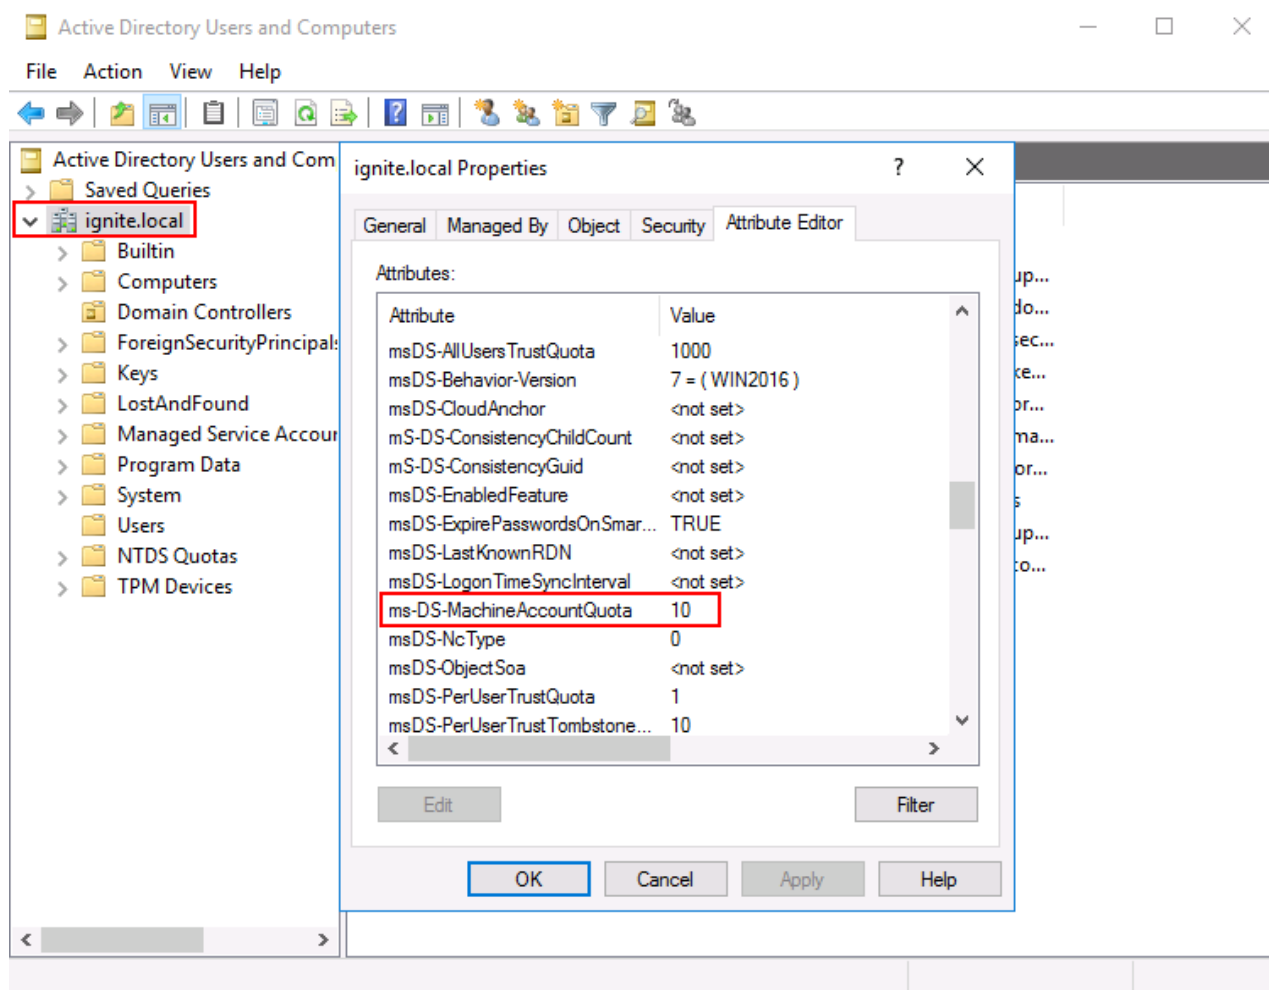 Active Directory Users and Computers
File Action View Help
Active Directory Users and Com
Saved Queries
ignite.local
Builtin
Computers
Domain Controllers
ForeignSecurityPrincipal
Keys
LostAndFound
Managed Service Accour
Program Data
System
Users
NTDS Quotas
TPM Devices
ignite.local Properties
? 
General Managed By Object Security Attribute Editor
Attributes:
Attribute Value
msDS-AllUsersTrustQuota 1000
msDS-Behavior-Version 7 = ( WIN2016 )
msDS-CloudAnchor <not set>
mS-DS-ConsistencyChildCount <not set>
mS-DS-ConsistencyGuid <not set>
msDS-EnabledFeature <not set>
msDS-ExpirePasswordsOnSmar... TRUE
msDS-LastKnownRDN <not set>
msDS-LogonTimeSyncInterval <not set>
ms-DS-MachineAccountQuota 10
msDS-NcType 0
msDS-ObjectSoa <not set>
msDS-PerUserTrustQuota 1
msDS-PerUserTrustTombstone... 10
Edit Filter
OK Cancel Apply Help